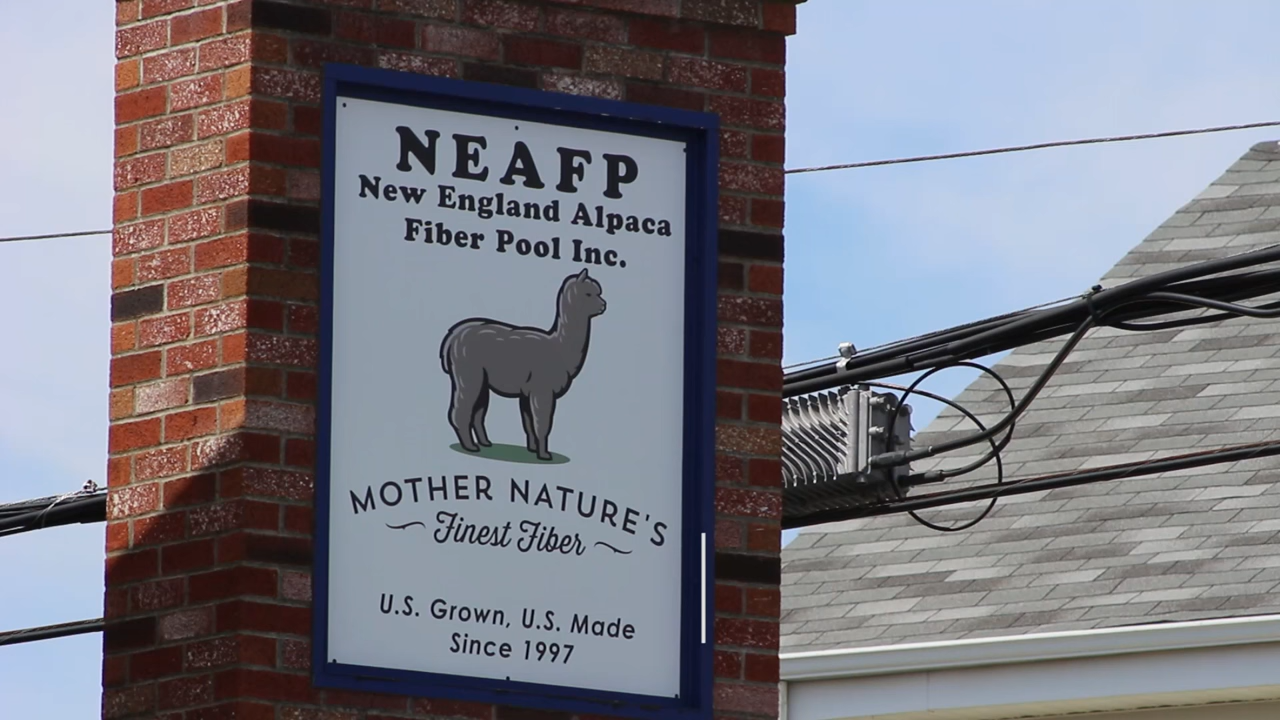 NEAFP
New England Alpaca
Fiber Pool Inc.
MOTHER NATURE'S
Finest Fiber
U.S. Grown, U.S. Made
Since 1997